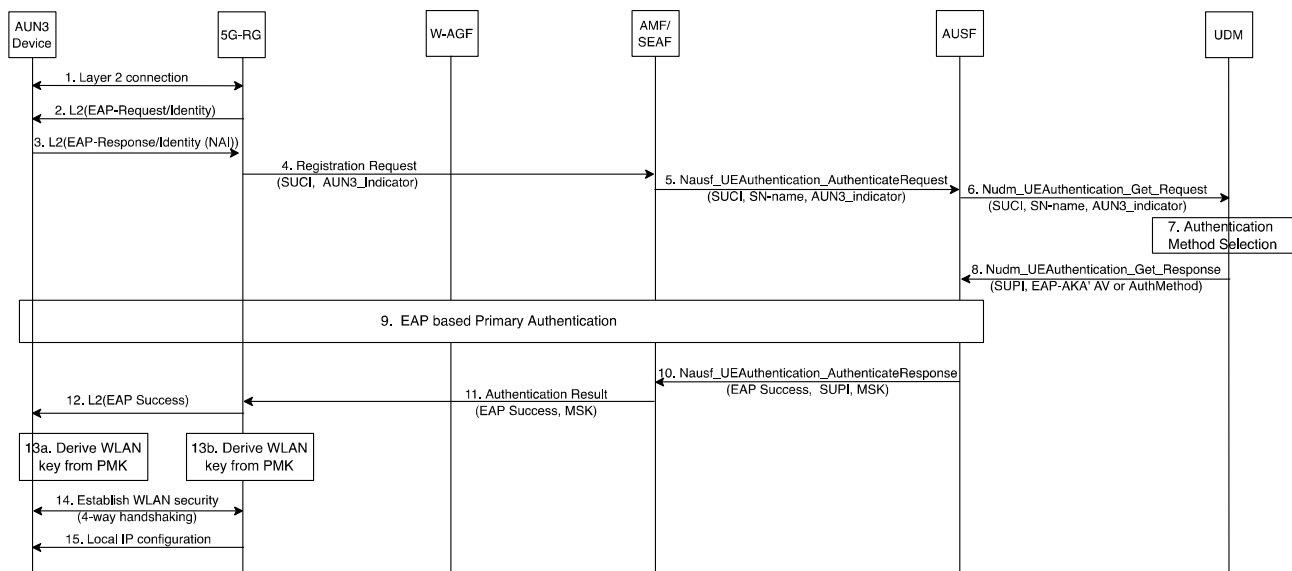 AUN3
Device
5G-RG
W-AGF
AMF/
SEAF
AUSF
UDM
1. Layer 2 connection
2. L2(EAP-Request/Identity)
3. L2(EAP-Response/Identity (NAI))
4. Registration Request
(SUCI, AUN3_Indicator)
5. Nausf_UEAuthentication_AuthenticateRequest
(SUCI, SN-name, AUN3_indicator)
6. Nudm_UEAuthentication_Get_Request
(SUCI, SN-name, AUN3_indicator)
7. Authentication
Method Selection
8. Nudm_UEAuthentication_Get_Response
(SUPI, EAP-AKA' AV or AuthMethod)
9. EAP based Primary Authentication
10. Nausf_UEAuthentication_AuthenticateResponse
(EAP Success, SUPI, MSK)
11. Authentication Result
(EAP Success, MSK)
12. L2(EAP Success)
13a. Derive WLAN
key from PMK
13b. Derive WLAN
key from PMK
14. Establish WLAN security
(4-way handshaking)
15. Local IP configuration